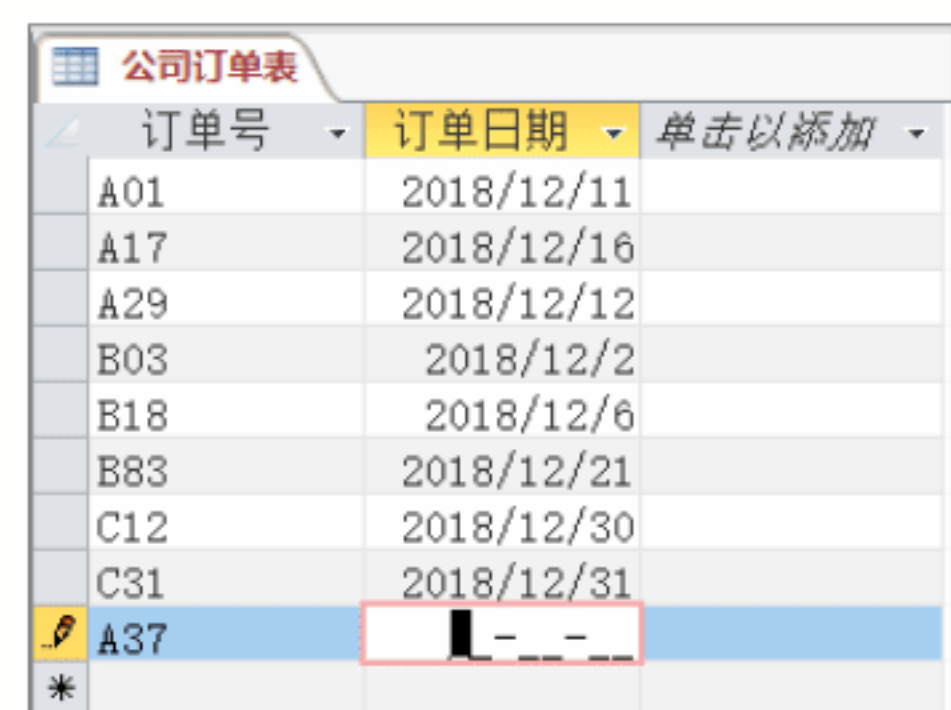 公司订单表
订单号 订单日期 单击以添加
A01 2018/12/11
A17 2018/12/16
A29 2018/12/12
B03 2018/12/2
B18 2018/12/6
B83 2018/12/21
C12 2018/12/30
C31 2018/12/31
A37 __-__-__